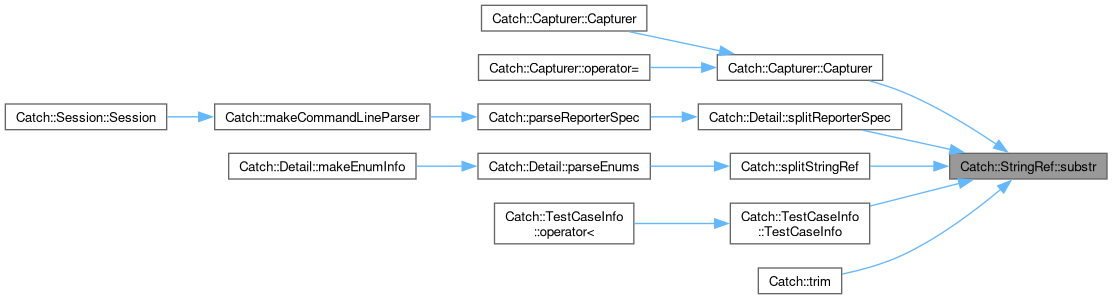 Catch::Capturer::Capturer
Catch::Capturer::operator=
Catch::Capturer::Capturer
Catch::Session::Session
Catch::makeCommandLineParser
Catch::parseReporterSpec
Catch::Detail::splitReporterSpec
Catch::Detail::makeEnumInfo
Catch::Detail::parseEnums
Catch::splitStringRef
Catch::StringRef::substr
Catch::TestCaseInfo
::operator<
Catch::TestCaseInfo
::TestCaseInfo
Catch::trim